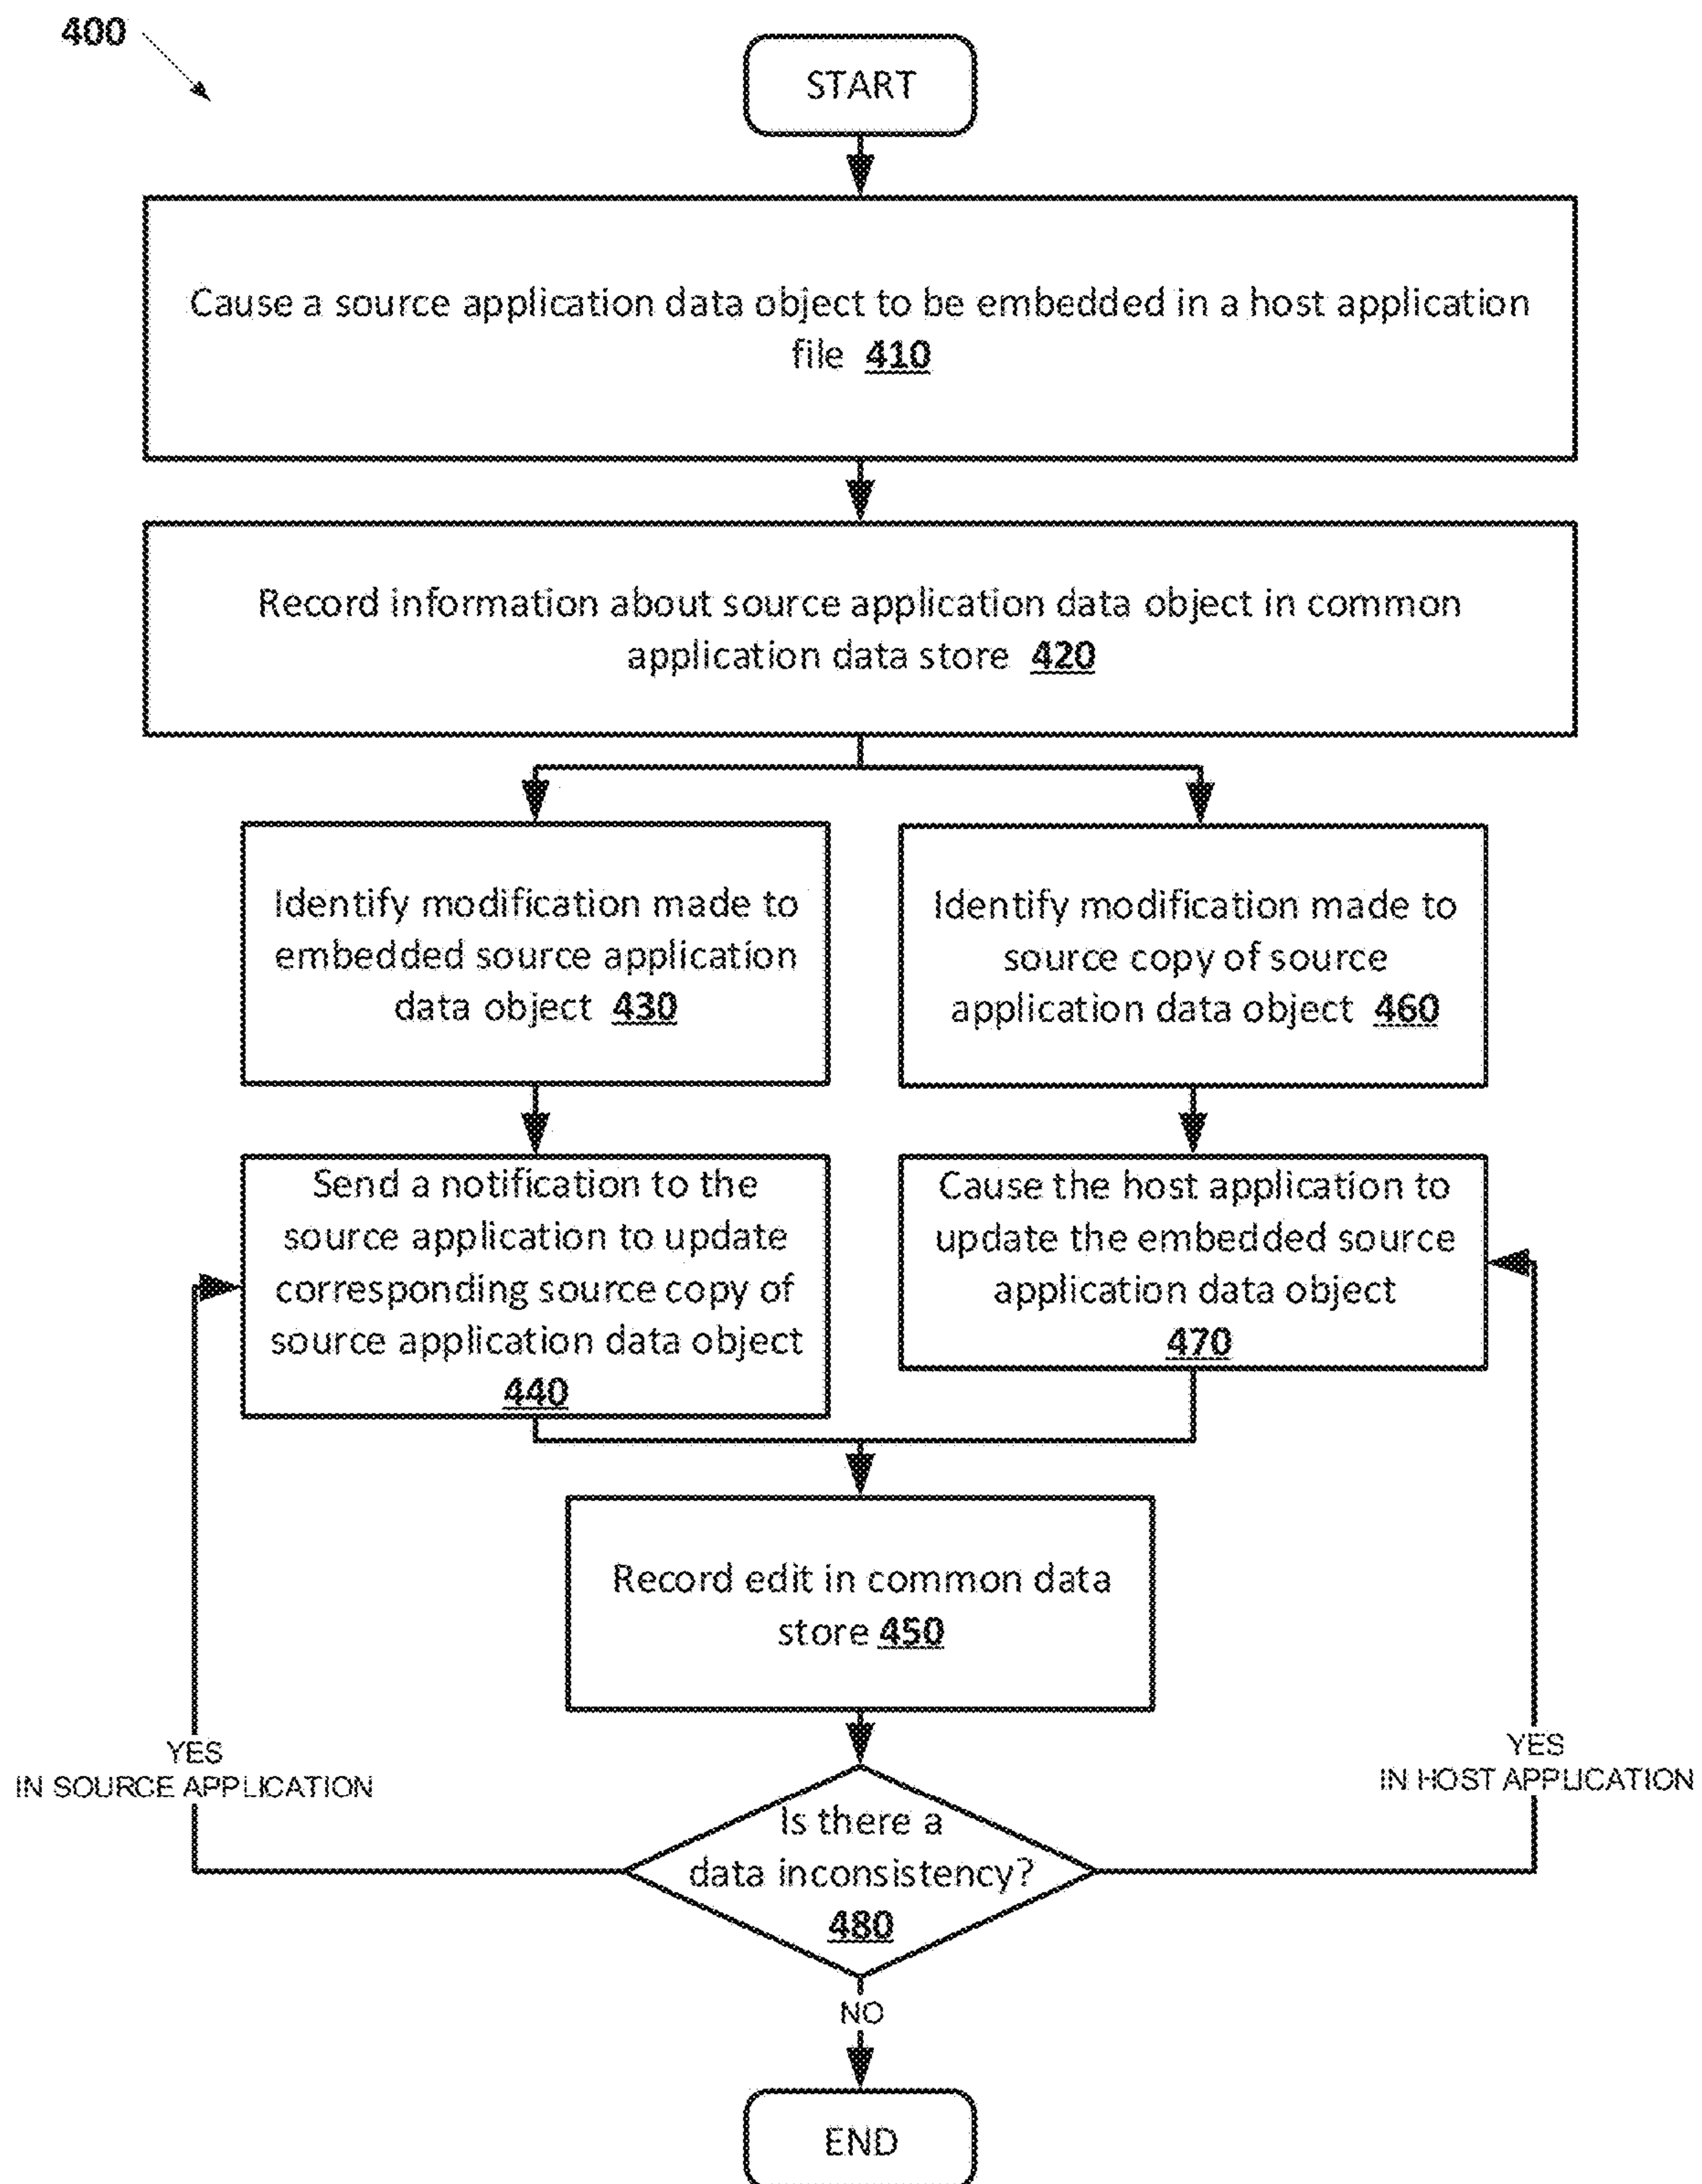 400
START
Cause a source application data object to be embedded in a host application
file 410
Record information about source application data object in common
application data store 420
Identify modification made to
embedded source application
data object 430
Identify modification made to
source copy of source
application data object 460
Send a notification to the
source application to update
corresponding source copy of
source application data object
440
Cause the host application to
update the embedded source
application data object
470
Record edit in common data
store 450
YES
IN SOURCE APPLICATION
YES
IN HOST APPLICATION
Is there a
data inconsistency?
480
NO
END